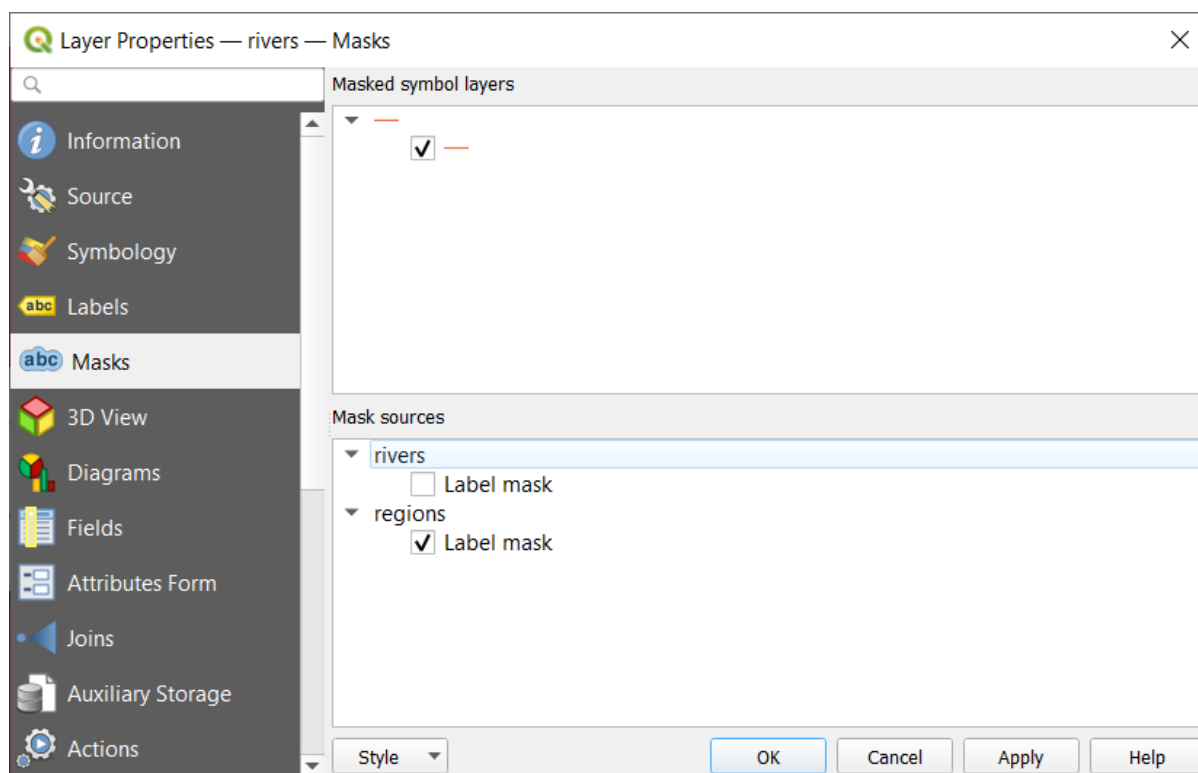 Layer Properties — rivers — Masks
Masked symbol layers
Information
Source
Symbology
abc Labels
abc Masks
3D View
Diagrams
Fields
Attributes Form
Joins
Auxiliary Storage
Actions
Mask sources
rivers
Label mask
regions
Label mask
Style
OK
Cancel
Apply
Help